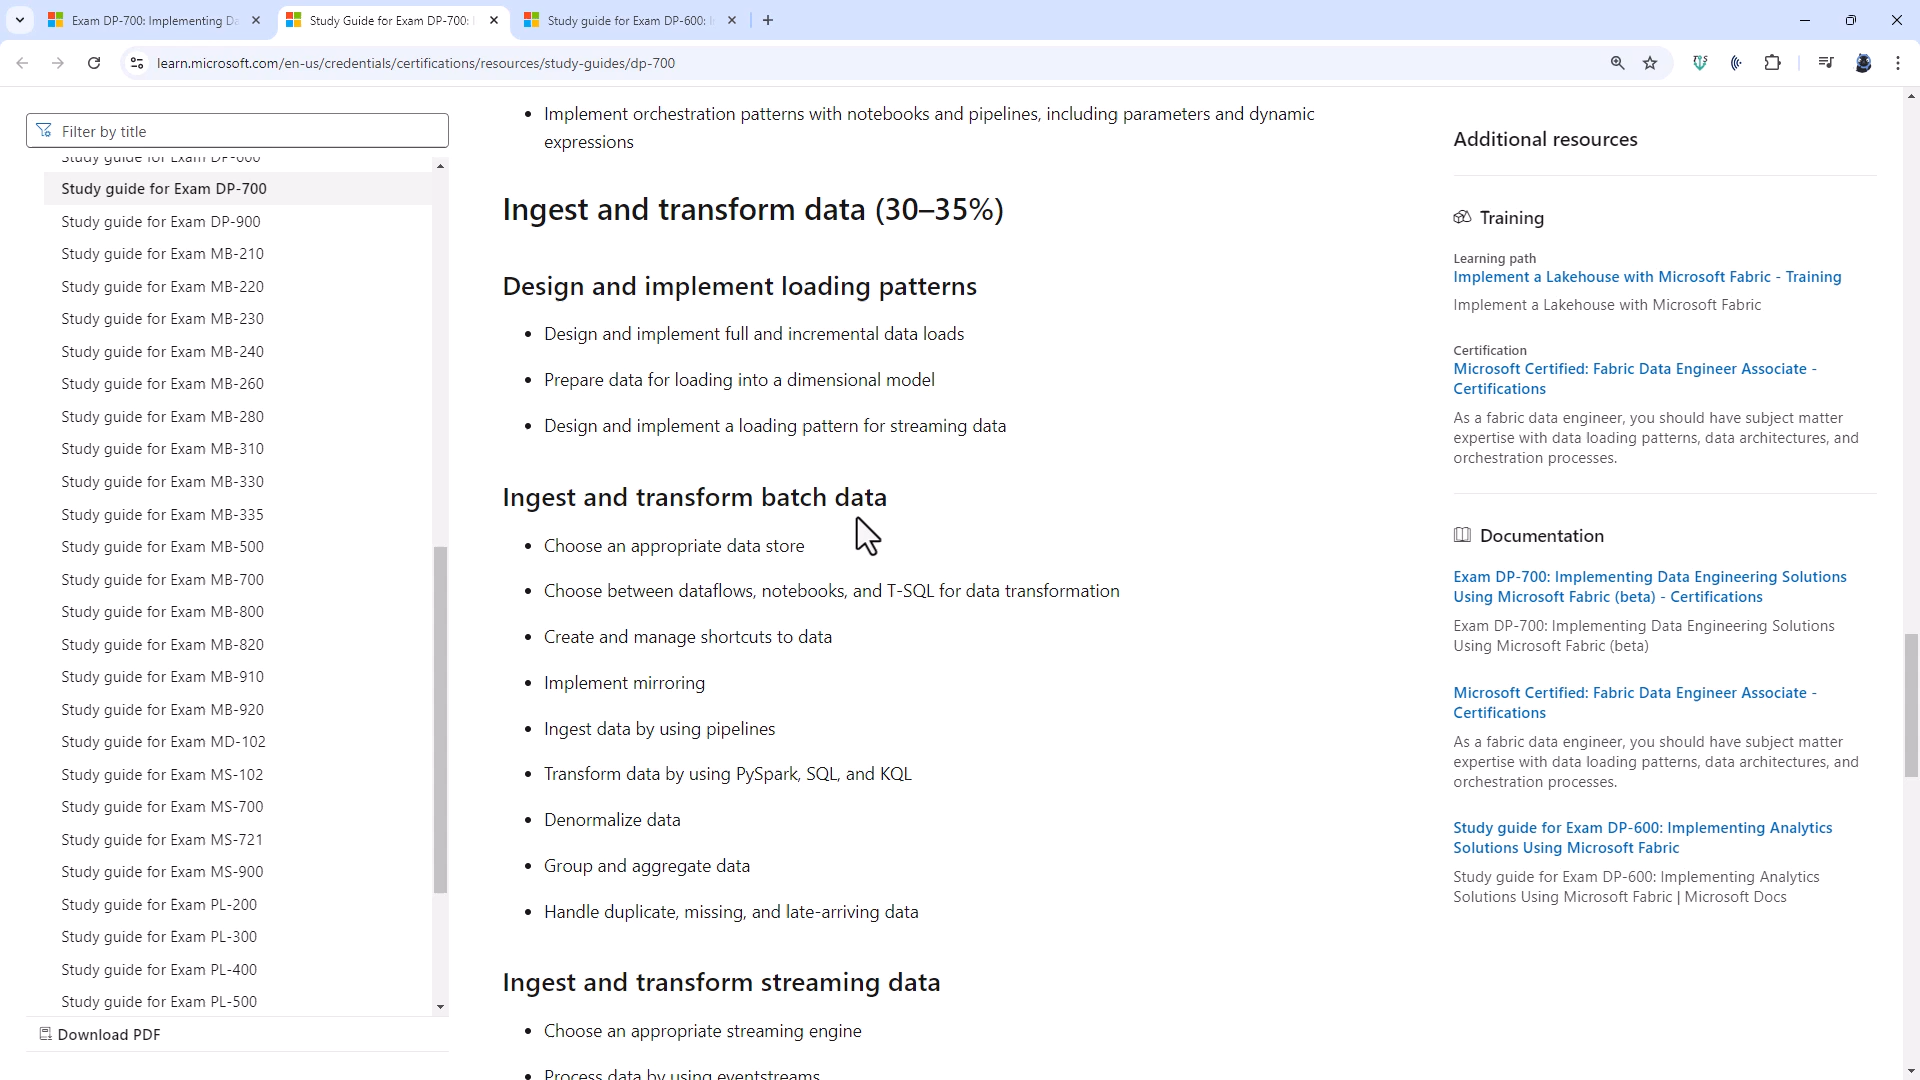 Exam DP-700: Implementing D
Study Guide for Exam DP-700:
Study guide for Exam DP-600:
learn.microsoft.com/en-us/credentials/certifications/resources/study-guides/dp-700
Filter by title
Study guide for Exam DP-600
Study guide for Exam DP-700
Study guide for Exam DP-900
Study guide for Exam MB-210
Study guide for Exam MB-220
Study guide for Exam MB-230
Study guide for Exam MB-240
Study guide for Exam MB-260
Study guide for Exam MB-280
Study guide for Exam MB-310
Study guide for Exam MB-330
Study guide for Exam MB-335
Study guide for Exam MB-500
Study guide for Exam MB-700
Study guide for Exam MB-800
Study guide for Exam MB-820
Study guide for Exam MB-910
Study guide for Exam MB-920
Study guide for Exam MD-102
Study guide for Exam MS-102
Study guide for Exam MS-700
Study guide for Exam MS-721
Study guide for Exam MS-900
Study guide for Exam PL-200
Study guide for Exam PL-300
Study guide for Exam PL-400
Study guide for Exam PL-500
Download PDF
• Implement orchestration patterns with notebooks and pipelines, including parameters and dynamic
expressions
Ingest and transform data (30–35%)
Design and implement loading patterns
• Design and implement full and incremental data loads
• Prepare data for loading into a dimensional model
• Design and implement a loading pattern for streaming data
Ingest and transform batch data
• Choose an appropriate data store
• Choose between dataflows, notebooks, and T-SQL for data transformation
• Create and manage shortcuts to data
• Implement mirroring
• Ingest data by using pipelines
• Transform data by using PySpark, SQL, and KQL
• Denormalize data
• Group and aggregate data
• Handle duplicate, missing, and late-arriving data
Ingest and transform streaming data
• Choose an appropriate streaming engine
• Process data by using eventstreams
Additional resources
Training
Learning path
Implement a Lakehouse with Microsoft Fabric - Training
Implement a Lakehouse with Microsoft Fabric
Certification
Microsoft Certified: Fabric Data Engineer Associate -
Certifications
As a fabric data engineer, you should have subject matter
expertise with data loading patterns, data architectures, and
orchestration processes.
Documentation
Exam DP-700: Implementing Data Engineering Solutions
Using Microsoft Fabric (beta) - Certifications
Exam DP-700: Implementing Data Engineering Solutions
Using Microsoft Fabric (beta)
Microsoft Certified: Fabric Data Engineer Associate -
Certifications
As a fabric data engineer, you should have subject matter
expertise with data loading patterns, data architectures, and
orchestration processes.
Study guide for Exam DP-600: Implementing Analytics
Solutions Using Microsoft Fabric
Study guide for Exam DP-600: Implementing Analytics
Solutions Using Microsoft Fabric | Microsoft Docs